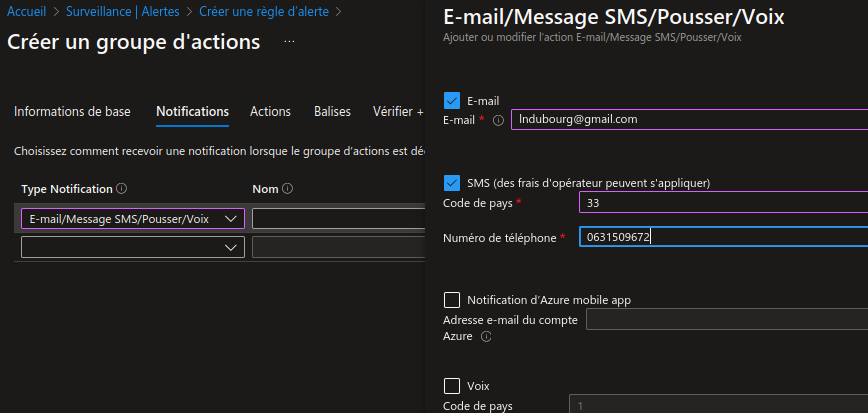 Accueil > Surveillance | Alertes > Créer une règle d'alerte >
Créer un groupe d'actions ...
Informations de base Notifications Actions Balises Vérifier +
Choisissez comment recevoir une notification lorsque le groupe d'actions est déc
Type Notification Nom
E-mail/Message SMS/Pousser/Voix
E-mail/Message SMS/Pousser/Voix
Ajouter ou modifier l'action E-mail/Message SMS/Pousser/Voix
E-mail
E-mail * lndubourg@gmail.com
SMS (des frais d'opérateur peuvent s'appliquer)
Code de pays * 33
Numéro de téléphone * 0631509672
Notification d'Azure mobile app
Adresse e-mail du compte
Azure
Voix
Code de pays 1